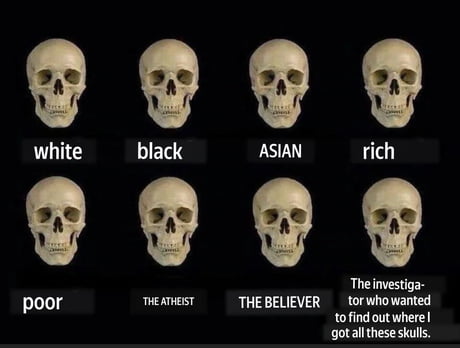 white
black
ASIAN
rich
poor
THE ATHEIST
THE BELIEVER
The investiga-
tor who wanted
to find out where I
got all these skulls.